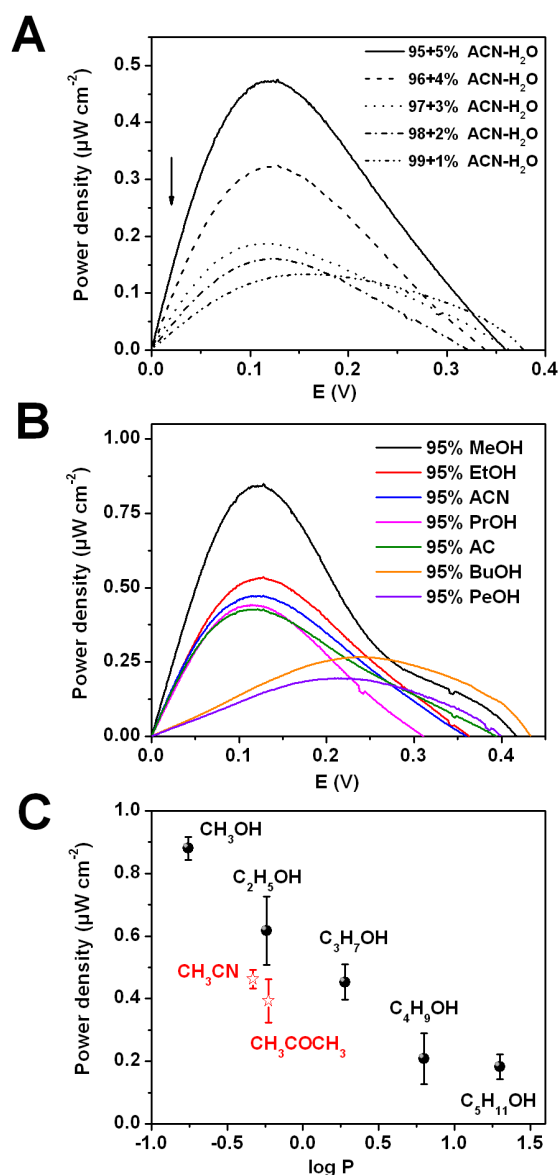 A
Power density (µW cm-2)
0.5
0.4
0.3
0.2
0.1
0.0
95+5% ACN-H2O
96+4% ACN-H2O
97+3% ACN-H2O
98+2% ACN-H2O
99+1% ACN-H2O
0.0 0.1 0.2 0.3 0.4
E (V)
B
Power density (µW cm-2)
1.00
0.75
0.50
0.25
0.00
95% MeOH
95% EtOH
95% ACN
95% PrOH
95% AC
95% BuOH
95% PeOH
0.0 0.1 0.2 0.3 0.4
E (V)
C
Power density (µW cm-2)
1.0
0.8
0.6
0.4
0.2
0.0
CH3OH
C2H5OH
C3H7OH
CH3CN
CH3COCH3
C4H9OH
C5H11OH
-1.0 -0.5 0.0 0.5 1.0 1.5
log P